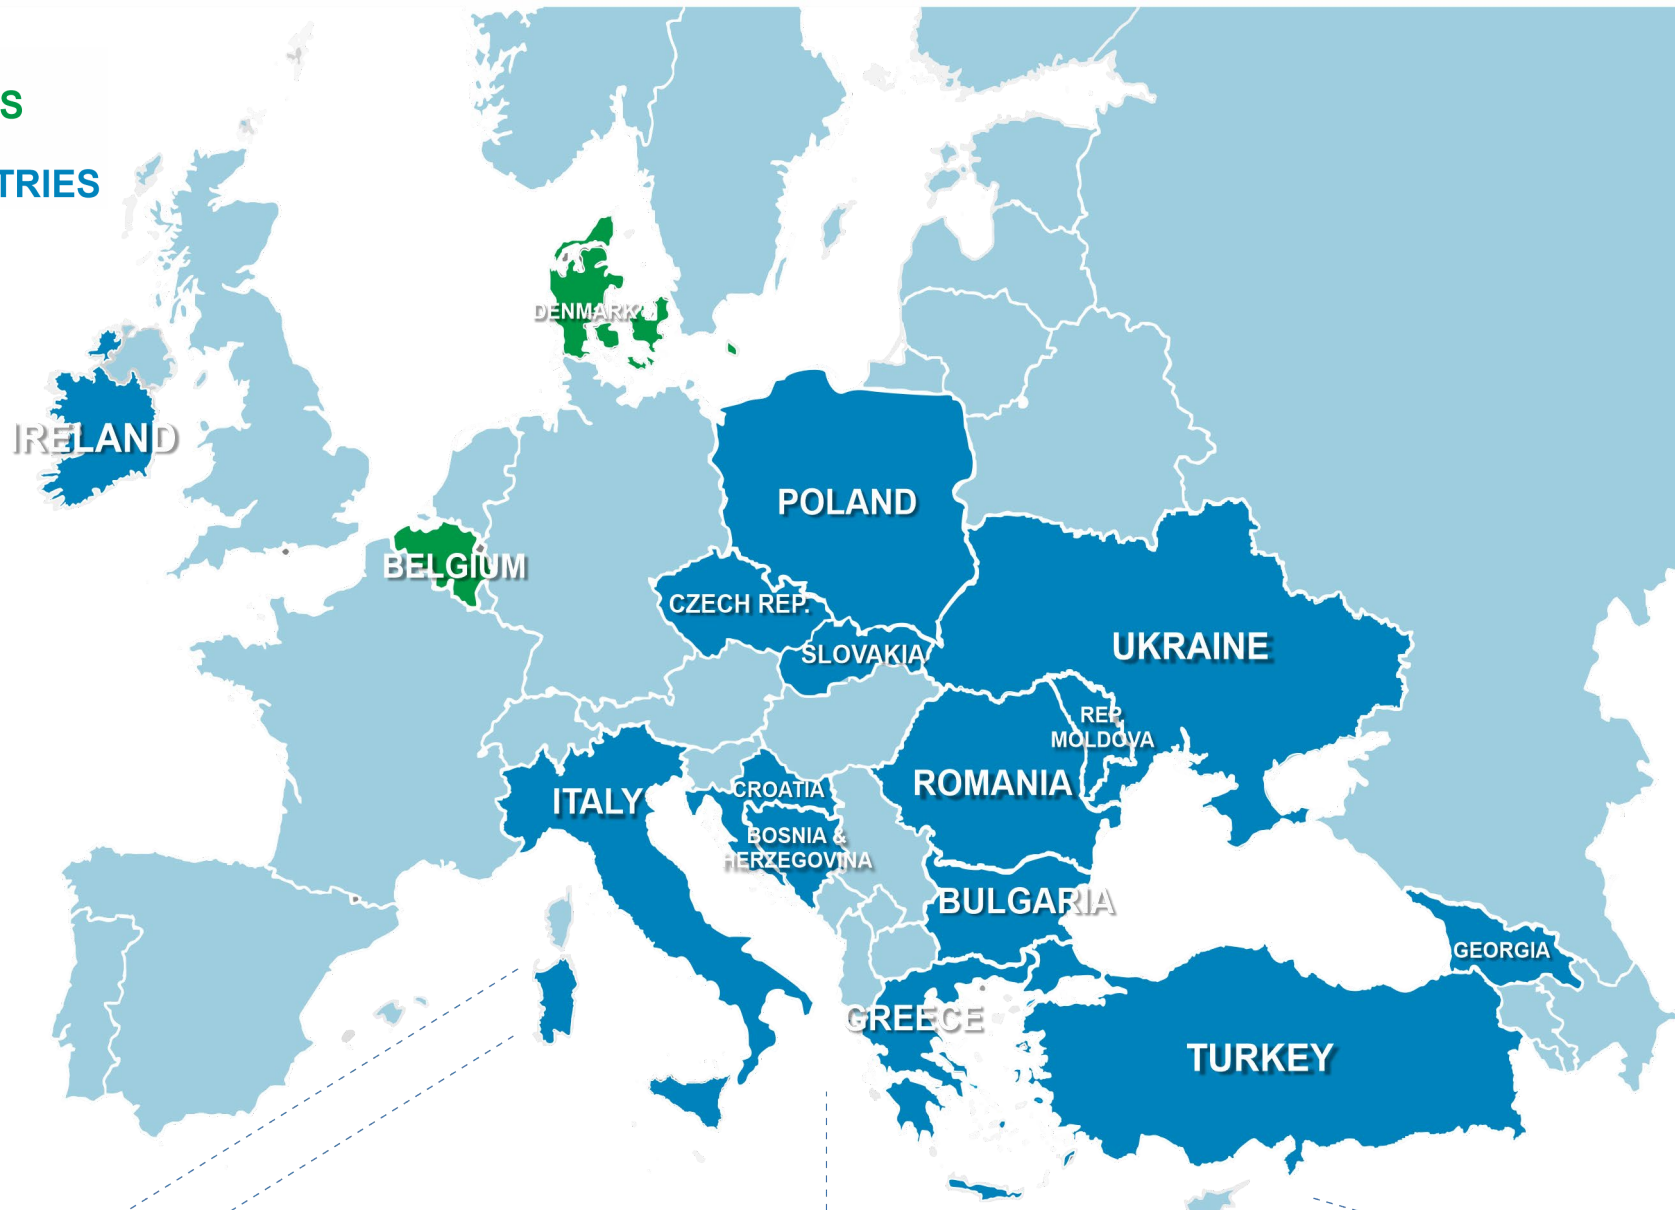 S
TRIES
DENMARK
IRELAND
POLAND
BELGIUM
CZECH REP.
SLOVAKIA
UKRAINE
REP.
MOLDOVA
ROMANIA
ITALY
CROATIA
BOSNIA &
HERZEGOVINA
BULGARIA
GEORGIA
GREECE
TURKEY